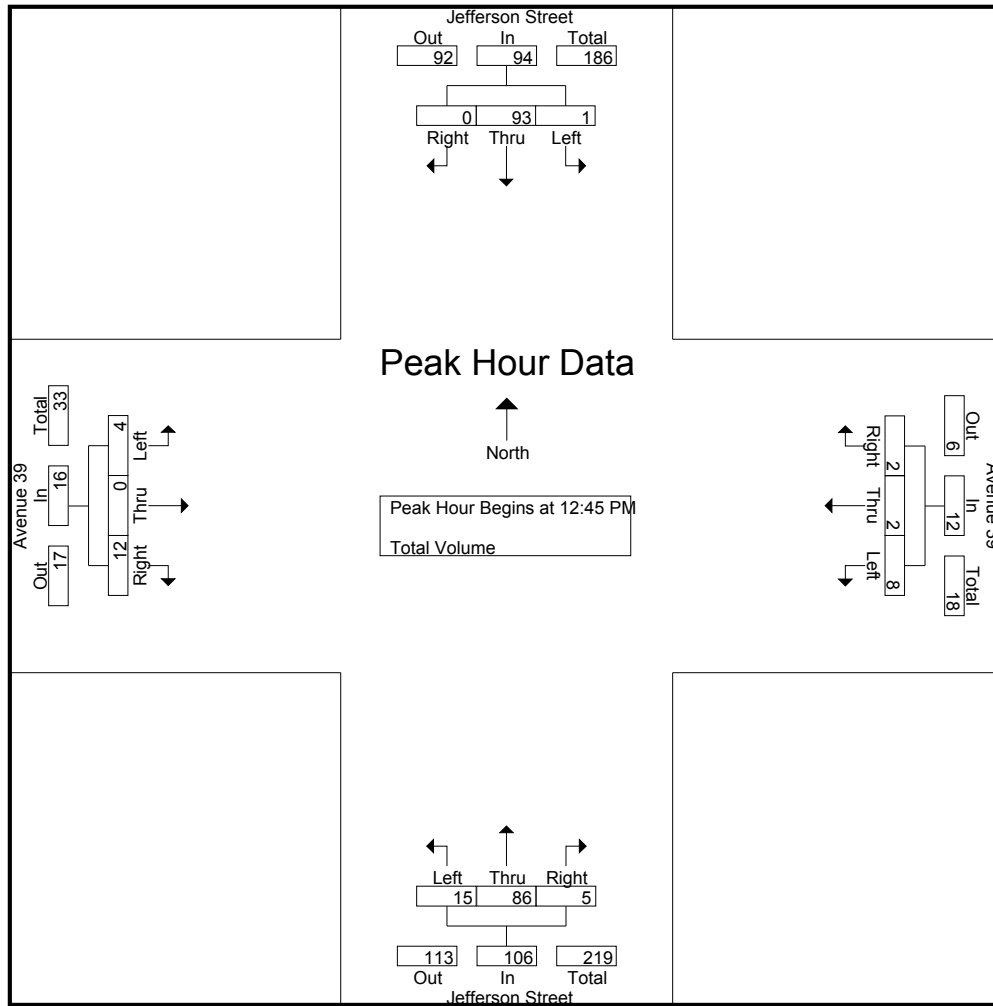 Jefferson Street
Out In Total
92 94 186
0 93 1
Right Thru Left
Peak Hour Data
North
Peak Hour Begins at 12:45 PM
Total Volume
Avenue 39
Out In Total
17 16 33
12 0 4
Right Thru Left
Avenue 39
Out In Total
6 12 18
2 2 8
Right Thru Left
Left Thru Right
15 86 5
113 106 219
Out In Total
Jefferson Street